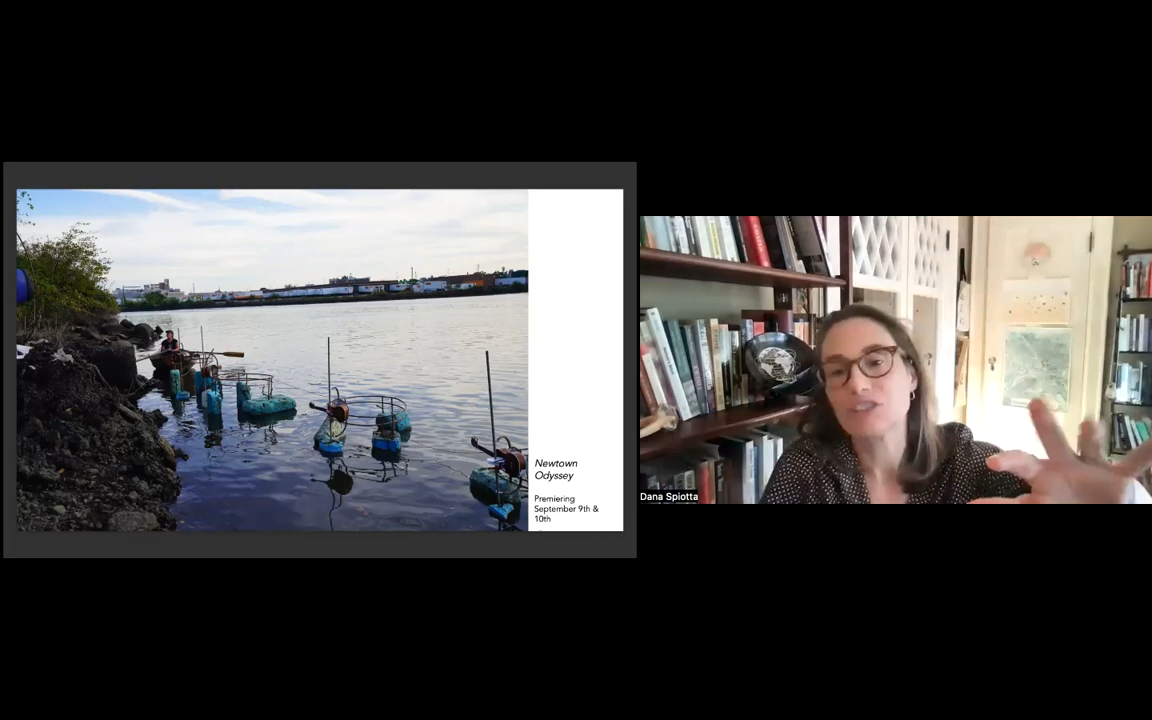 Newtown
Odyssey
Premiering
September 9th &
10th
Dana Spiotta